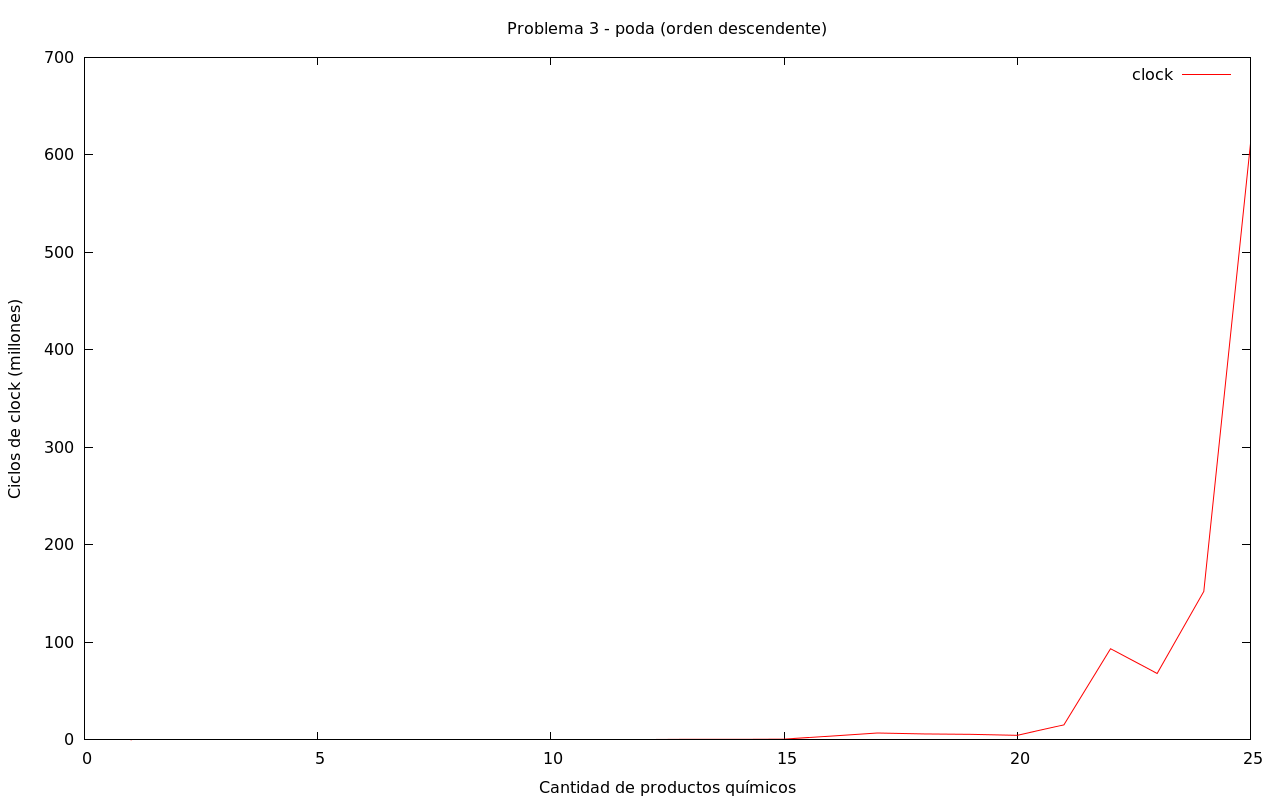 Problema 3 - poda (orden descendente)
clock
700
600
500
400
300
200
100
0
Ciclos de clock (millones)
0 5 10 15 20 25
Cantidad de productos químicos